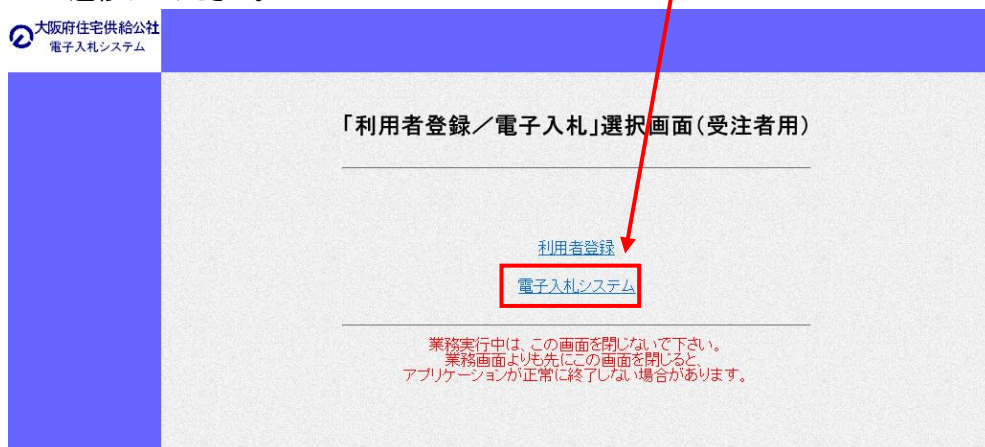 大阪府住宅供給公社
電子入札システム
「利用者登録／電子入札」選択画面（受注者用）
利用者登録
電子入札システム
業務実行中は、この画面を閉じないで下さい。
業務画面よりも先にこの画面を閉じると、
アプリケーションが正常に終了しない場合があります。